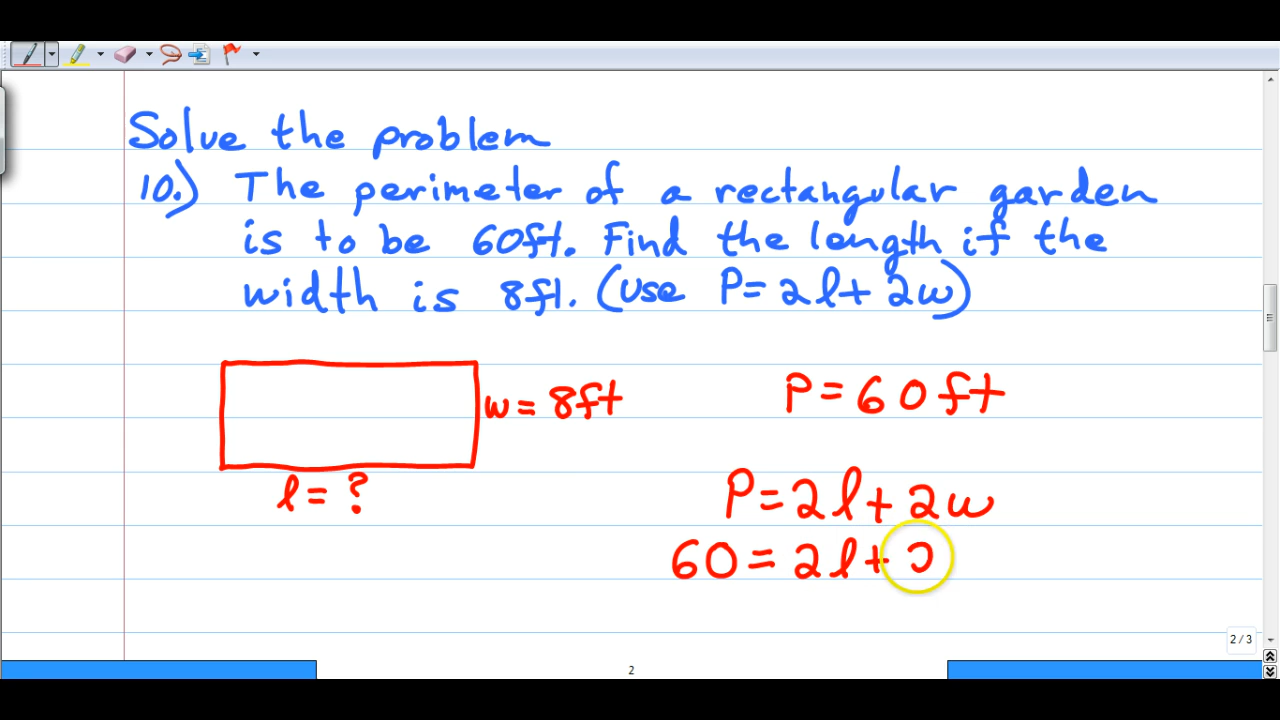 Solve the problem
10.) The perimeter of a rectangular garden
is to be 60ft. Find the length if the
width is 8ft. (Use P=2l+2w)
w = 8ft
P = 60ft
l = ?
P=2l+2w
60=2l+
2/3
2